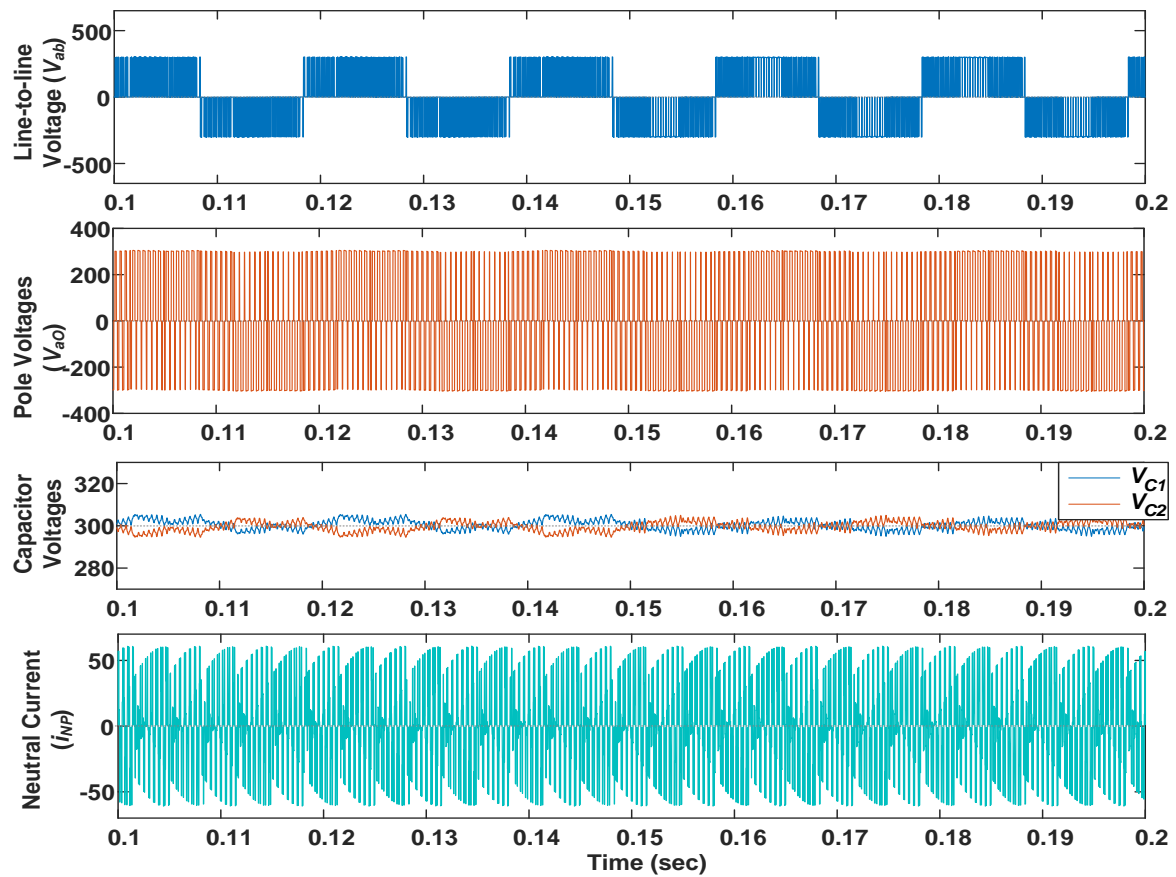 Line-to-line
Voltage (Vab)
500
0
-500
0.1 0.11 0.12 0.13 0.14 0.15 0.16 0.17 0.18 0.19 0.2
Pole Voltages
(Va0)
400
200
0
-200
-400
0.1 0.11 0.12 0.13 0.14 0.15 0.16 0.17 0.18 0.19 0.2
Capacitor
Voltages
320
300
280
VC1
VC2
0.1 0.11 0.12 0.13 0.14 0.15 0.16 0.17 0.18 0.19 0.2
Neutral Current
(iNP)
50
0
-50
0.1 0.11 0.12 0.13 0.14 0.15 0.16 0.17 0.18 0.19 0.2
Time (sec)